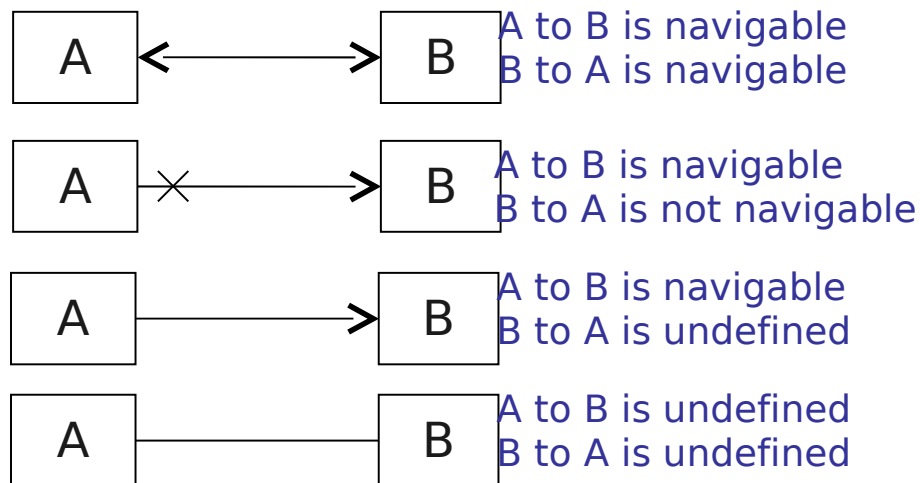 A B A to B is navigable
B to A is navigable
A B A to B is navigable
B to A is not navigable
A B A to B is navigable
B to A is undefined
A B A to B is undefined
B to A is undefined